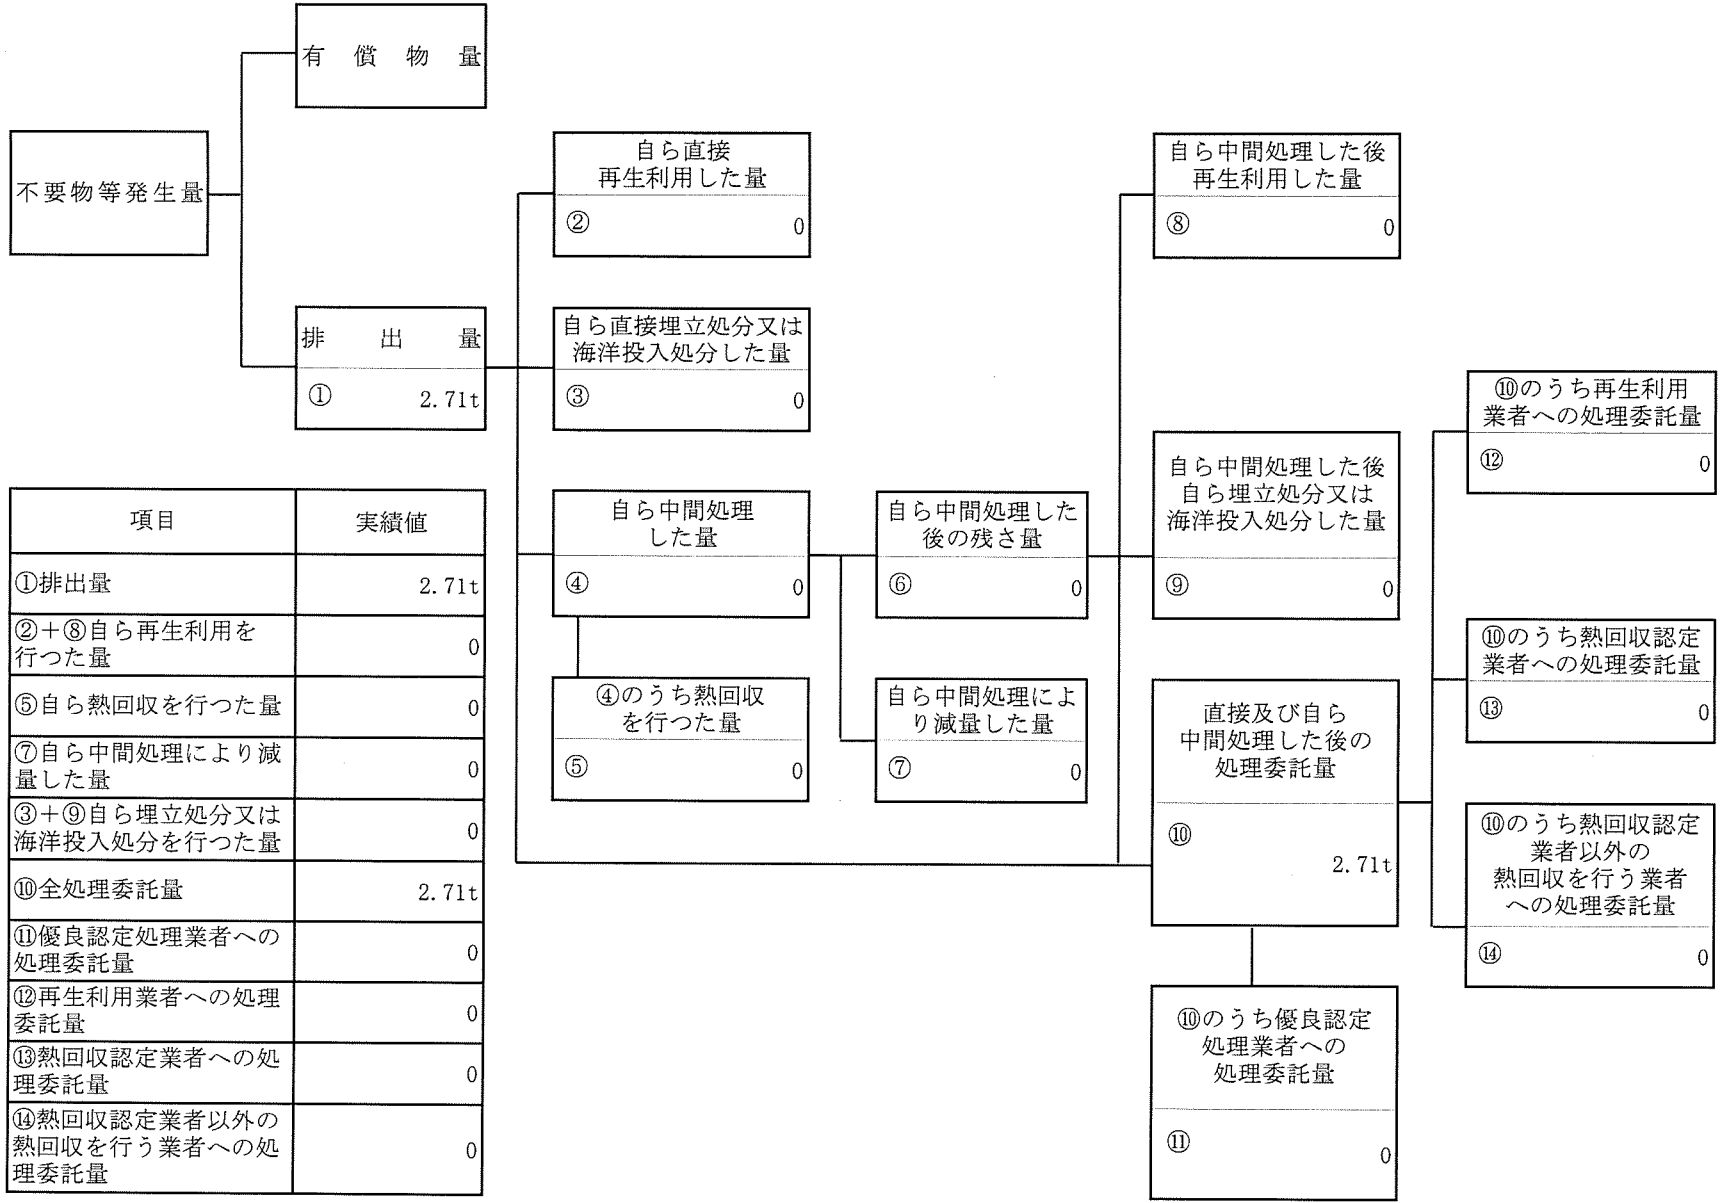 有償物量
不要物等発生量
排出量
① 2.71t
自ら直接
再生利用した量
② 0
自ら直接埋立処分又は
海洋投入処分した量
③ 0
自ら中間処理
した量
④ 0
④のうち熱回収
を行つた量
⑤ 0
自ら中間処理した
後の残さ量
⑥ 0
自ら中間処理によ
り減量した量
⑦ 0
自ら中間処理した後
再生利用した量
⑧ 0
自ら中間処理した後
自ら埋立処分又は
海洋投入処分した量
⑨ 0
直接及び自ら
中間処理した後の
処理委託量
⑩
2.71t
⑩のうち優良認定
処理業者への
処理委託量
⑪ 0
⑩のうち再生利用
業者への処理委託量
⑫ 0
⑩のうち熱回収認定
業者への処理委託量
⑬ 0
⑩のうち熱回収認定
業者以外の
熱回収を行う業者
への処理委託量
⑭ 0
項目 実績値
①排出量 2.71t
②+⑧自ら再生利用を
行つた量 0
⑤自ら熱回収を行つた量 0
⑦自ら中間処理により減
量した量 0
③+⑨自ら埋立処分又は
海洋投入処分を行つた量 0
⑩全処理委託量 2.71t
⑪優良認定処理業者への
処理委託量 0
⑫再生利用業者への処理
委託量 0
⑬熱回収認定業者への処
理委託量 0
⑭熱回収認定業者以外の
熱回収を行う業者への処
理委託量 0